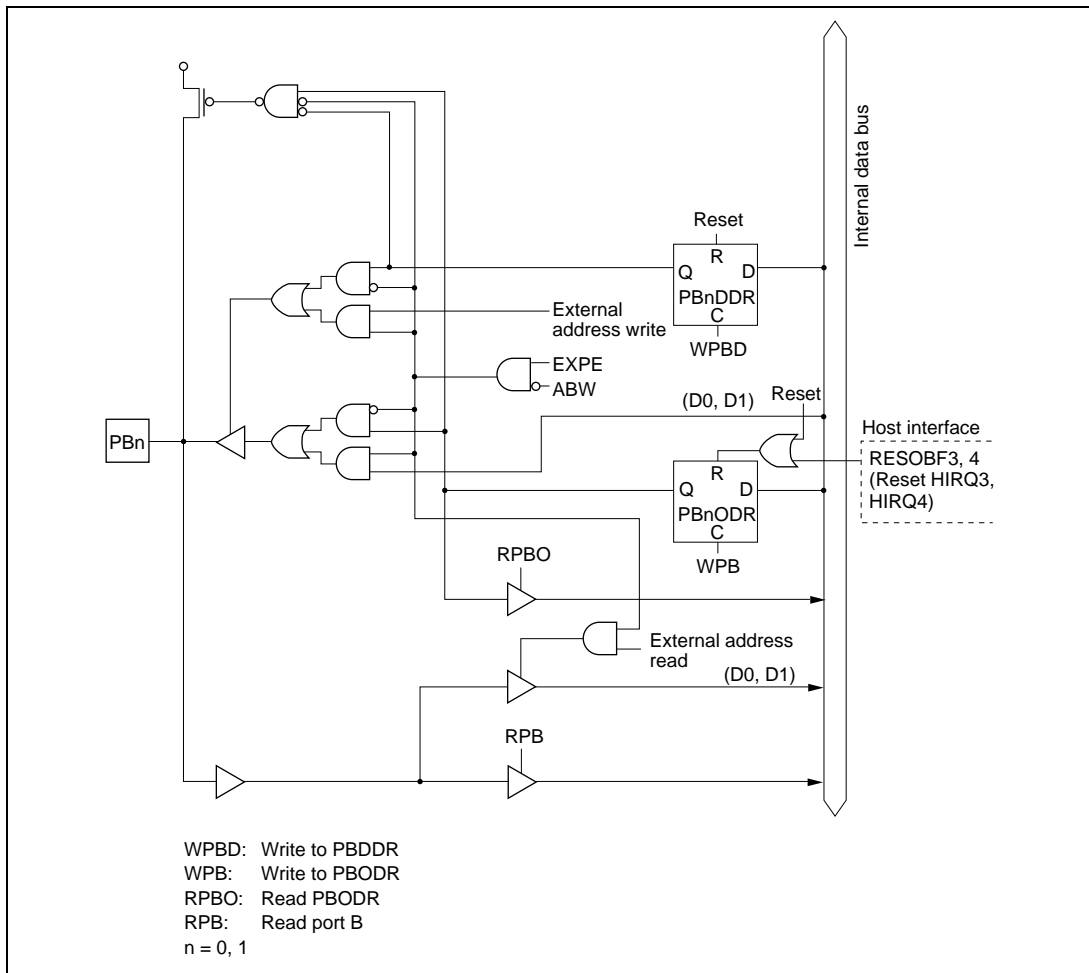 Internal data bus
Reset
R
Q
D
PBnDDR
C
WPBD
External
address write
EXPE
ABW
(D0, D1)
Reset
Host interface
RESOBF3, 4
(Reset HIRQ3,
HIRQ4)
PBn
R
Q
D
PBnODR
C
WPB
RPBO
External address
read
(D0, D1)
RPB
WPBD: Write to PBDDR
WPB: Write to PBODR
RPBO: Read PBODR
RPB: Read port B
n = 0, 1